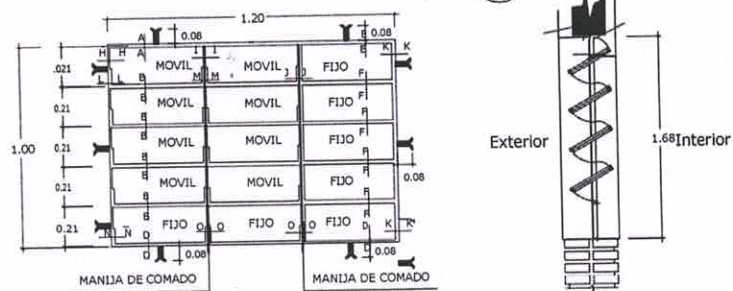 1.20
A 0.08 E 0.08
H H A I I E K K
.021 MOVIL MOVIL FIJO
L L B M M J J F
0.21 B MOVIL MOVIL FIJO F
1.00 0.21 B MOVIL MOVIL FIJO F
Exterior 1.68 Interior
0.21 B MOVIL MOVIL FIJO F 0.08
0.21 FIJO FIJO FIJO
N N O O O O K K'
D D 0.08 D 0.08
MANIJA DE COMADO MANIJA DE COMADO